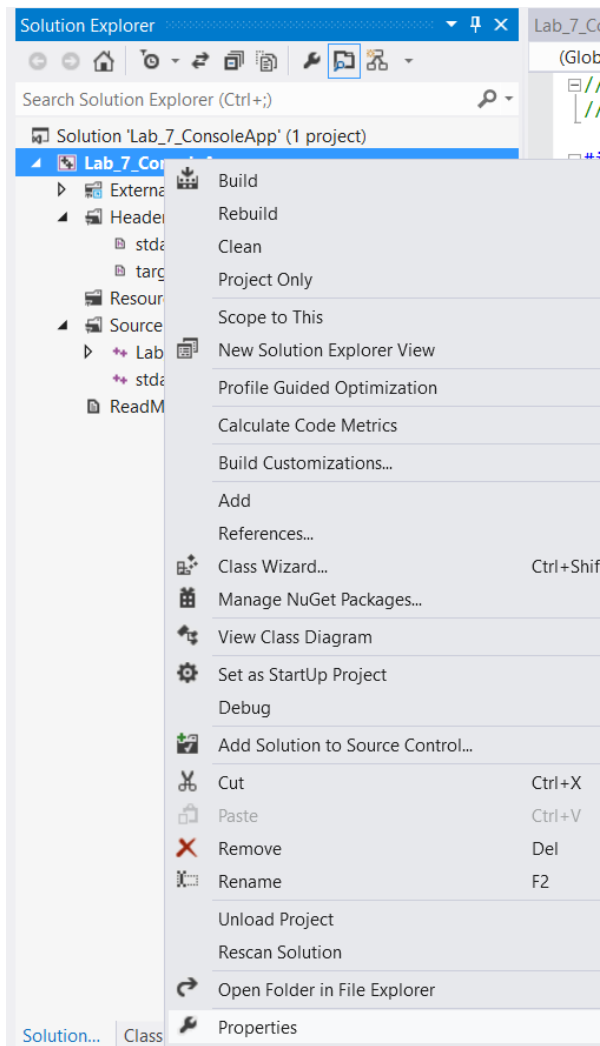 Solution Explorer
Lab_7_Co
(Glob
Search Solution Explorer (Ctrl+;)
//
//
Solution 'Lab_7_ConsoleApp' (1 project)
#i
Lab_7_Con
Externa
Header
stda
targ
Resour
Source
Lab
stda
ReadM
Build
Rebuild
Clean
Project Only
Scope to This
New Solution Explorer View
Profile Guided Optimization
Calculate Code Metrics
Build Customizations...
Add
References...
Class Wizard... Ctrl+Shif
Manage NuGet Packages...
View Class Diagram
Set as StartUp Project
Debug
Add Solution to Source Control...
Cut Ctrl+X
Paste Ctrl+V
Remove Del
Rename F2
Unload Project
Rescan Solution
Open Folder in File Explorer
Properties
Solution... Class